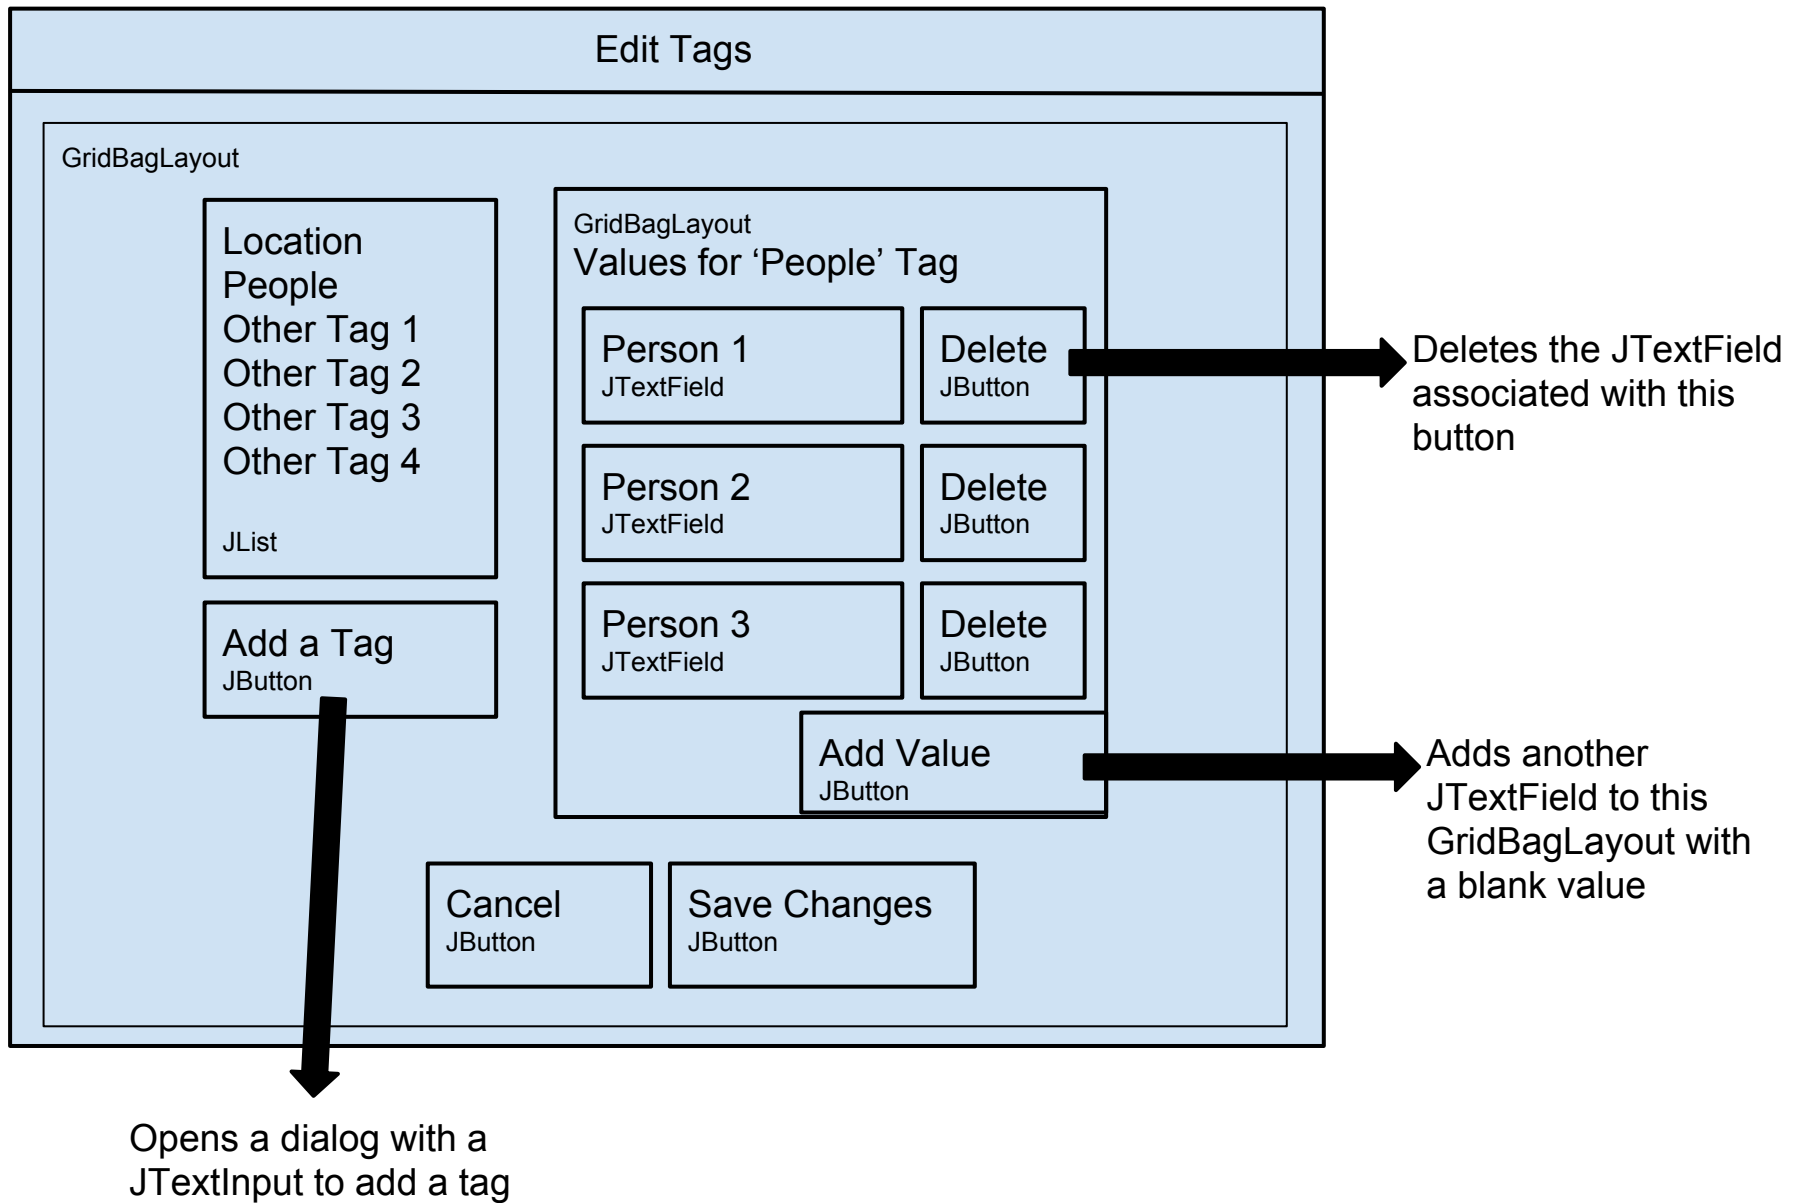 Edit Tags
GridBagLayout
Location
People
Other Tag 1
Other Tag 2
Other Tag 3
Other Tag 4
JList
Add a Tag
JButton
GridBagLayout
Values for ‘People’ Tag
Person 1
JTextField
Delete
JButton
Person 2
JTextField
Delete
JButton
Person 3
JTextField
Delete
JButton
Add Value
JButton
Cancel
JButton
Save Changes
JButton
Deletes the JTextField
associated with this
button
Adds another
JTextField to this
GridBagLayout with
a blank value
Opens a dialog with a
JTextInput to add a tag